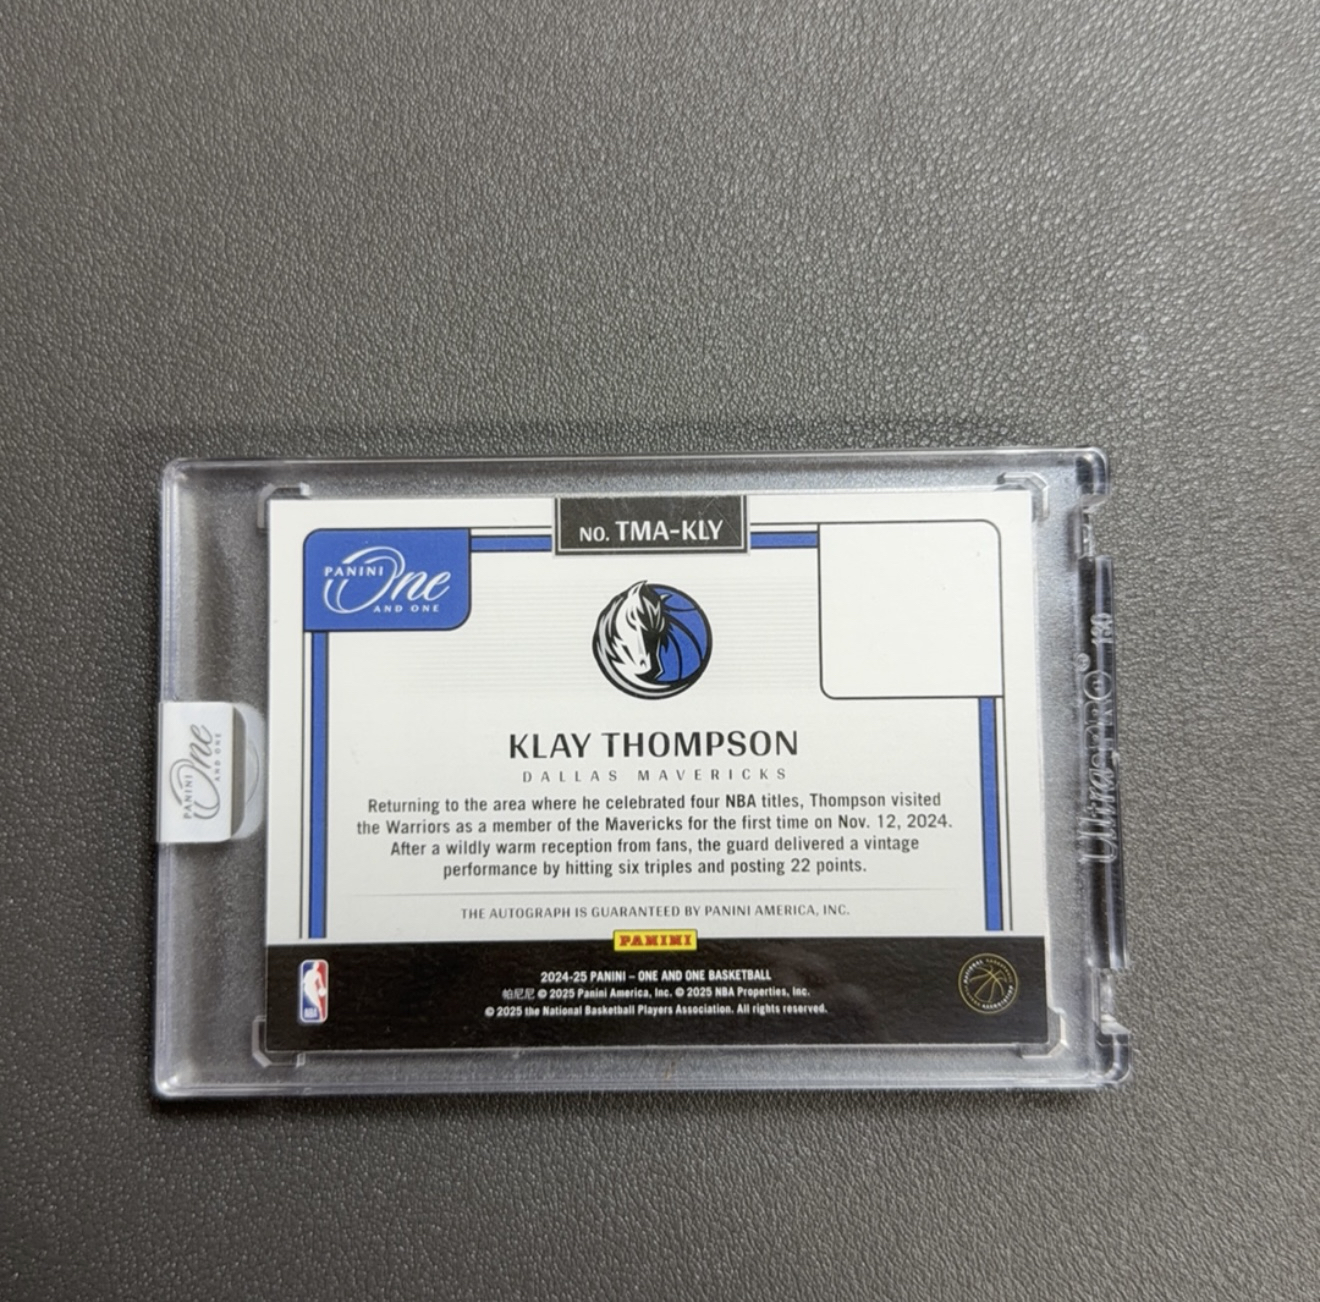 NO. TMA-KLY
PANINI
One
AND ONE
KLAY THOMPSON
DALLAS MAVERICKS
Returning to the area where he celebrated four NBA titles, Thompson visited
the Warriors as a member of the Mavericks for the first time on Nov. 12, 2024.
After a wildly warm reception from fans, the guard delivered a vintage
performance by hitting six triples and posting 22 points.
THE AUTOGRAPH IS GUARANTEED BY PANINI AMERICA, INC.
PANINI
2024-25 PANINI – ONE AND ONE BASKETBALL
帕尼尼 © 2025 Panini America, Inc. © 2025 NBA Properties, Inc.
© 2025 the National Basketball Players Association. All rights reserved.
NBA
PANINI
One
AND ONE
UltraPRO® 130